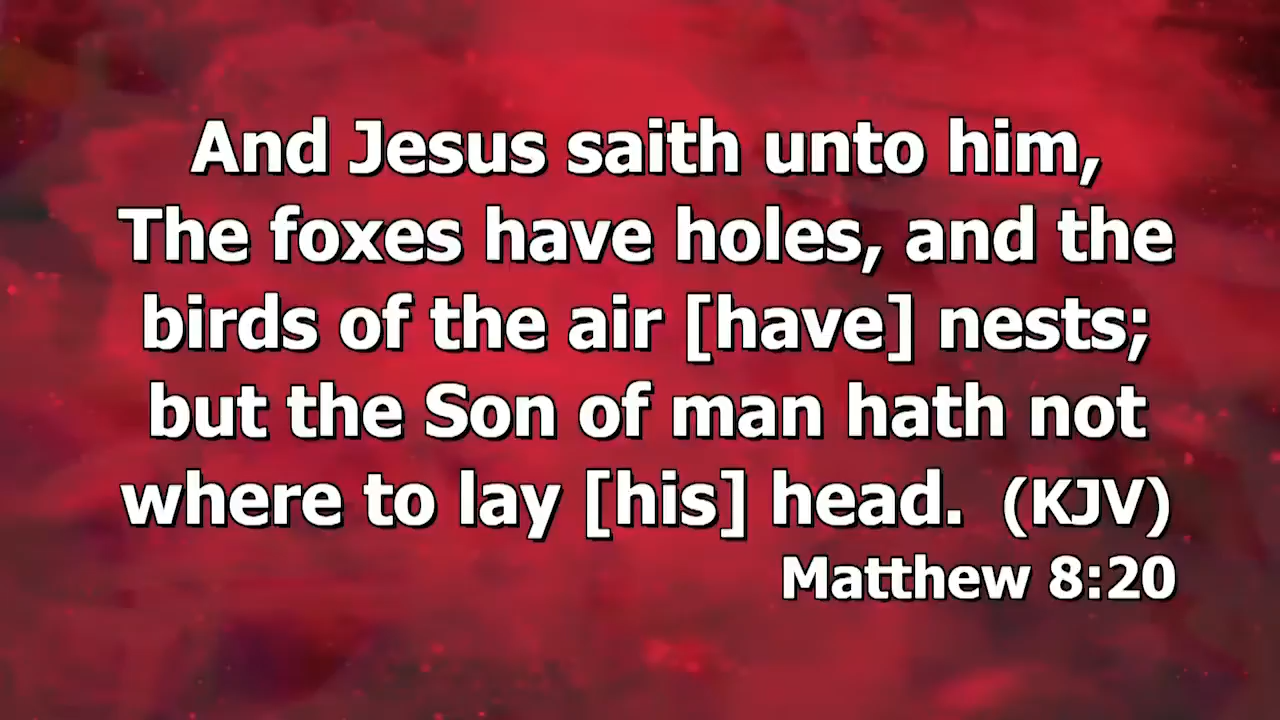 And Jesus saith unto him,
The foxes have holes, and the
birds of the air [have] nests;
but the Son of man hath not
where to lay [his] head.  (KJV)
Matthew 8:20